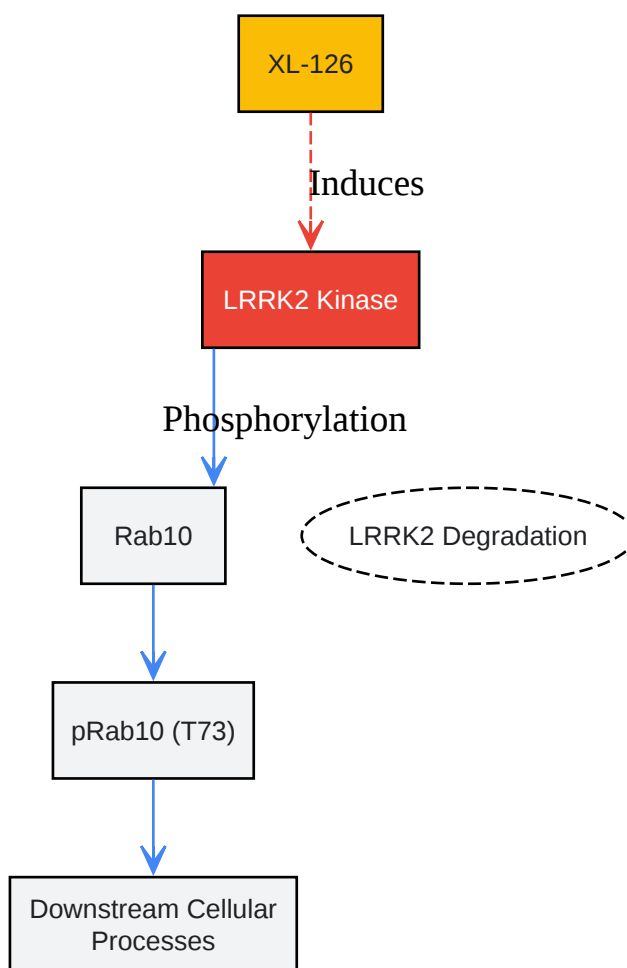 XL-126
Induces
LRRK2 Kinase
Phosphorylation
Rab10
LRRK2 Degradation
pRab10 (T73)
Downstream Cellular
Processes